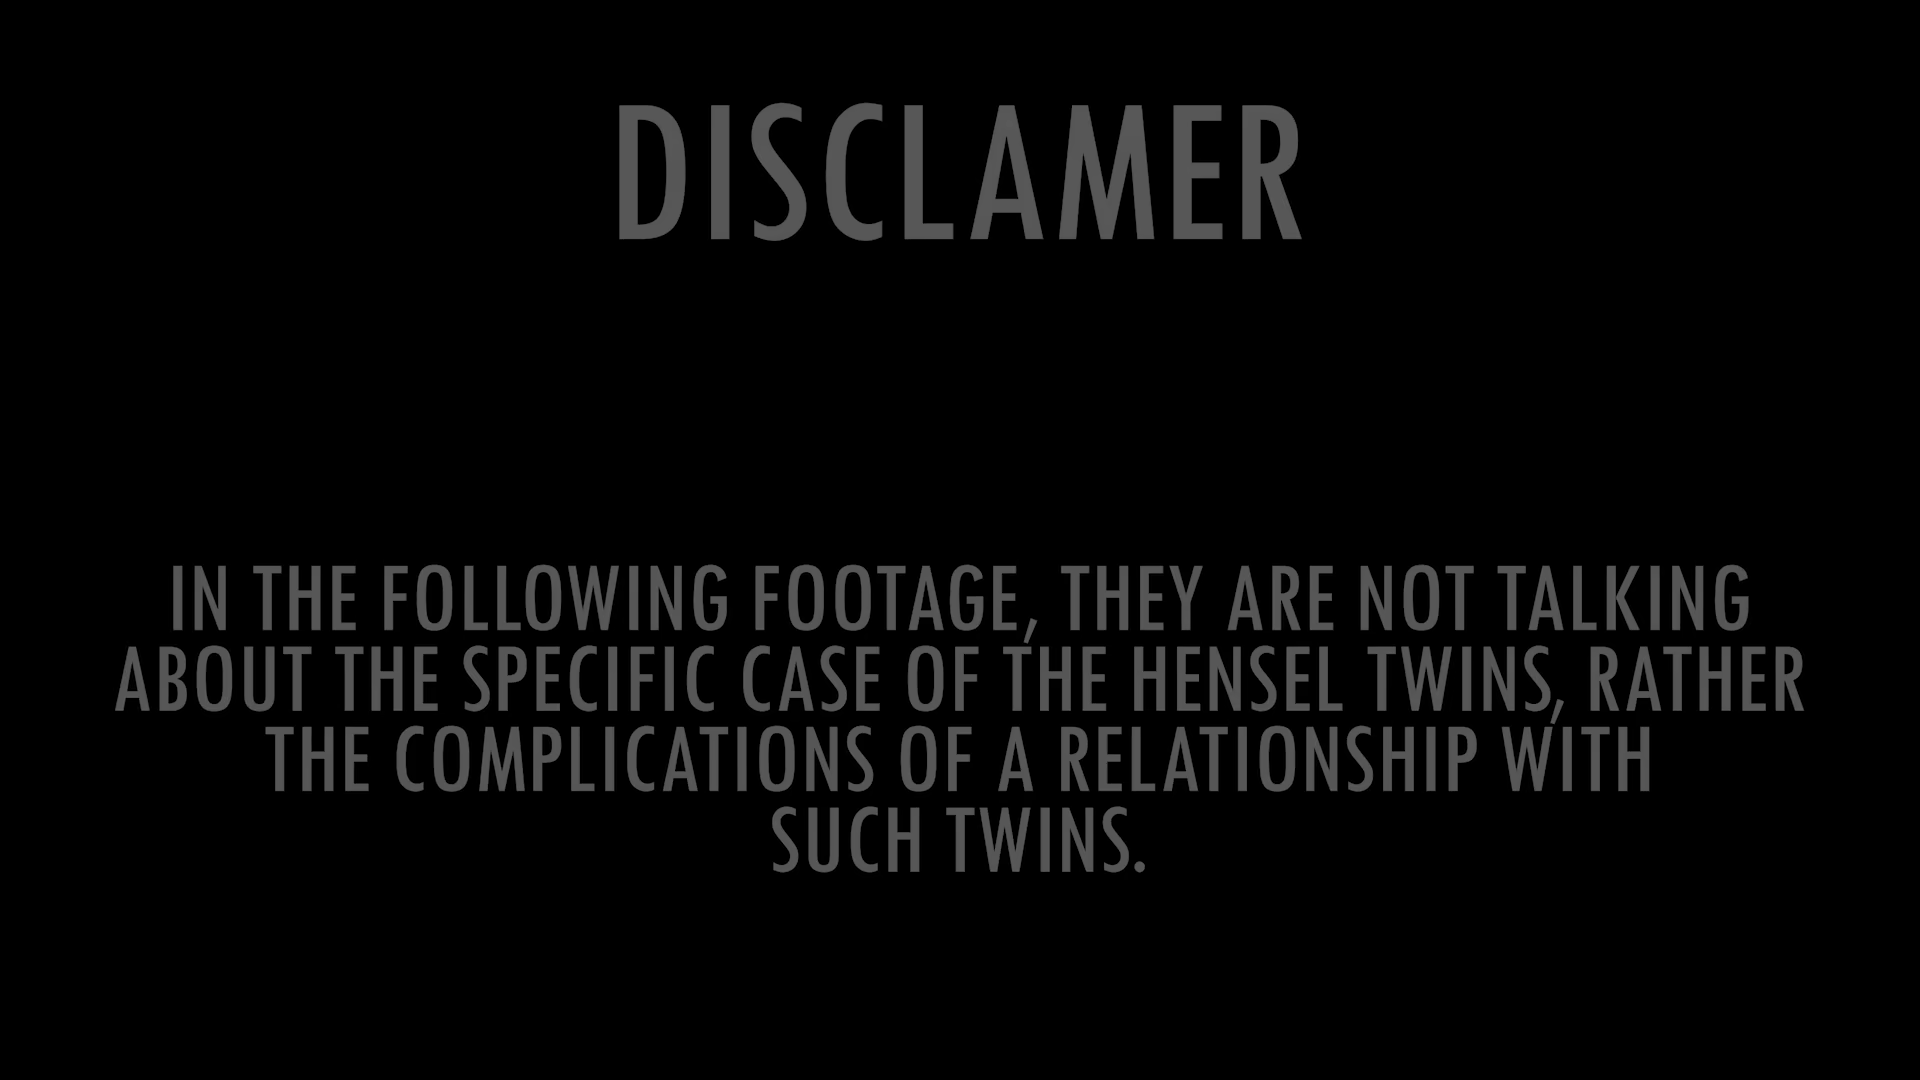 DISCLAMER
IN THE FOLLOWING FOOTAGE, THEY ARE NOT TALKING
ABOUT THE SPECIFIC CASE OF THE HENSEL TWINS, RATHER
THE COMPLICATIONS OF A RELATIONSHIP WITH
SUCH TWINS.